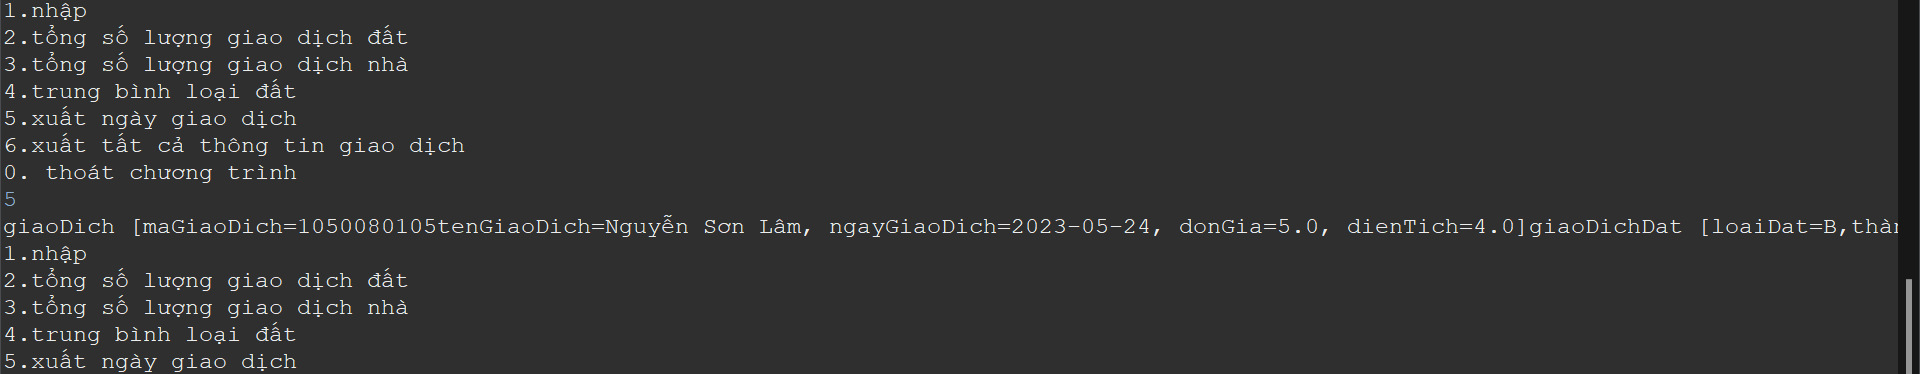 1.nhập
2.tổng số lượng giao dịch đất
3.tổng số lượng giao dịch nhà
4.trung bình loại đất
5.xuất ngày giao dịch
6.xuất tất cả thông tin giao dịch
0. thoát chương trình
5
giaoDich [maGiaoDich=1050080105tenGiaoDich=Nguyễn Sơn Lâm, ngayGiaoDich=2023-05-24, donGia=5.0, dienTich=4.0]giaoDichDat [loaiDat=B,thàn
1.nhập
2.tổng số lượng giao dịch đất
3.tổng số lượng giao dịch nhà
4.trung bình loại đất
5.xuất ngày giao dịch